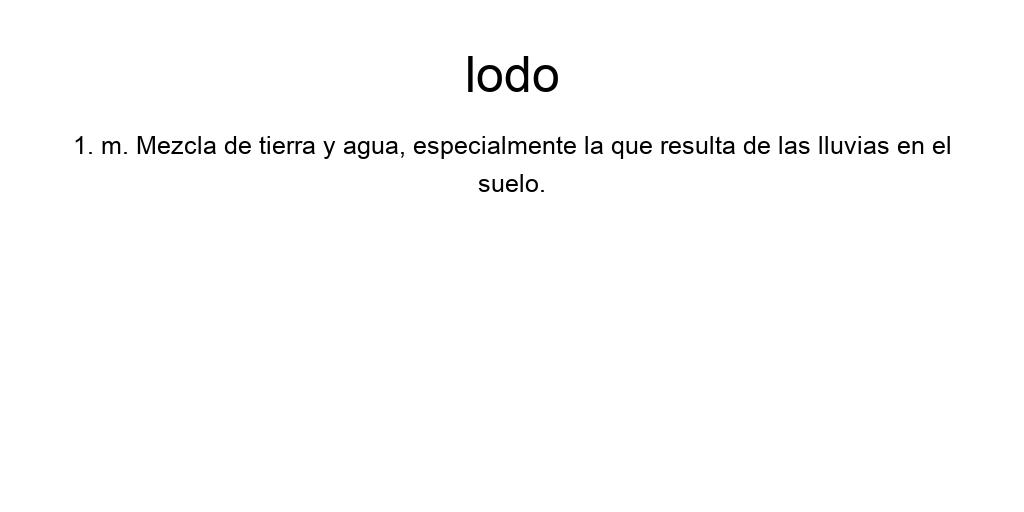 lodo
1. m. Mezcla de tierra y agua, especialmente la que resulta de las lluvias en el
suelo.